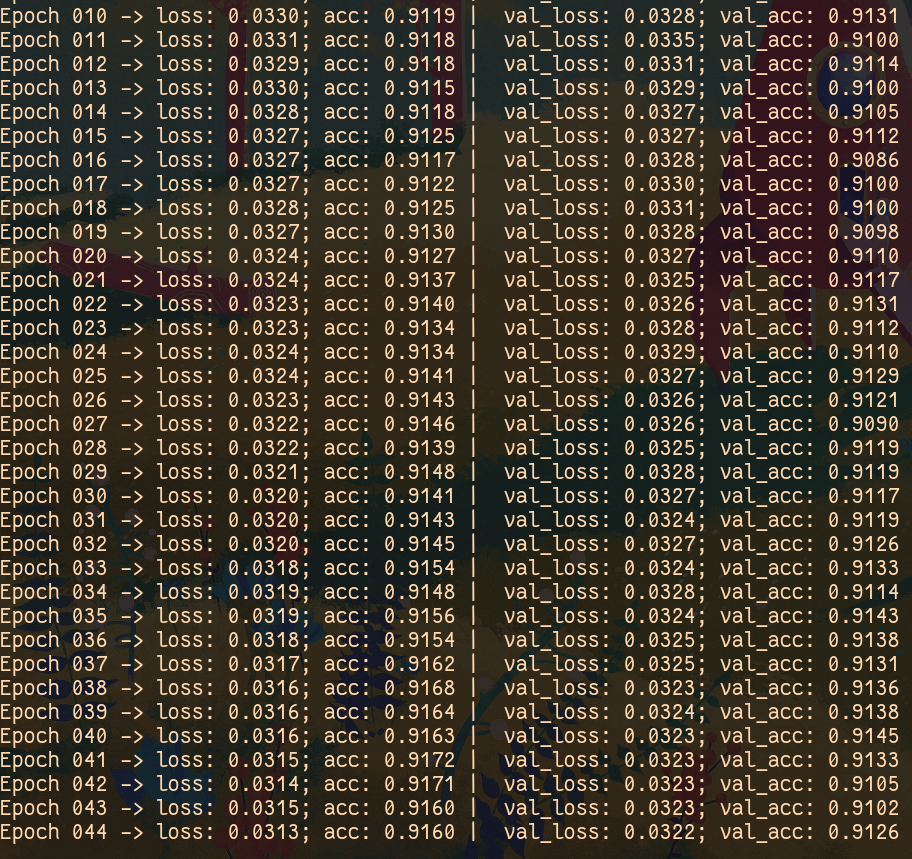 Epoch 010 -> loss: 0.0330; acc: 0.9119 |  val_loss: 0.0328; val_acc: 0.9131
Epoch 011 -> loss: 0.0331; acc: 0.9118 |  val_loss: 0.0335; val_acc: 0.9100
Epoch 012 -> loss: 0.0329; acc: 0.9118 |  val_loss: 0.0331; val_acc: 0.9114
Epoch 013 -> loss: 0.0330; acc: 0.9115 |  val_loss: 0.0329; val_acc: 0.9100
Epoch 014 -> loss: 0.0328; acc: 0.9118 |  val_loss: 0.0327; val_acc: 0.9105
Epoch 015 -> loss: 0.0327; acc: 0.9125 |  val_loss: 0.0327; val_acc: 0.9112
Epoch 016 -> loss: 0.0327; acc: 0.9117 |  val_loss: 0.0328; val_acc: 0.9086
Epoch 017 -> loss: 0.0327; acc: 0.9122 |  val_loss: 0.0330; val_acc: 0.9100
Epoch 018 -> loss: 0.0328; acc: 0.9125 |  val_loss: 0.0331; val_acc: 0.9100
Epoch 019 -> loss: 0.0327; acc: 0.9130 |  val_loss: 0.0328; val_acc: 0.9098
Epoch 020 -> loss: 0.0324; acc: 0.9127 |  val_loss: 0.0327; val_acc: 0.9110
Epoch 021 -> loss: 0.0324; acc: 0.9137 |  val_loss: 0.0325; val_acc: 0.9117
Epoch 022 -> loss: 0.0323; acc: 0.9140 |  val_loss: 0.0326; val_acc: 0.9131
Epoch 023 -> loss: 0.0323; acc: 0.9134 |  val_loss: 0.0328; val_acc: 0.9112
Epoch 024 -> loss: 0.0324; acc: 0.9134 |  val_loss: 0.0329; val_acc: 0.9110
Epoch 025 -> loss: 0.0324; acc: 0.9141 |  val_loss: 0.0327; val_acc: 0.9129
Epoch 026 -> loss: 0.0323; acc: 0.9143 |  val_loss: 0.0326; val_acc: 0.9121
Epoch 027 -> loss: 0.0322; acc: 0.9146 |  val_loss: 0.0326; val_acc: 0.9090
Epoch 028 -> loss: 0.0322; acc: 0.9139 |  val_loss: 0.0325; val_acc: 0.9119
Epoch 029 -> loss: 0.0321; acc: 0.9148 |  val_loss: 0.0328; val_acc: 0.9119
Epoch 030 -> loss: 0.0320; acc: 0.9141 |  val_loss: 0.0327; val_acc: 0.9117
Epoch 031 -> loss: 0.0320; acc: 0.9143 |  val_loss: 0.0324; val_acc: 0.9119
Epoch 032 -> loss: 0.0320; acc: 0.9145 |  val_loss: 0.0327; val_acc: 0.9126
Epoch 033 -> loss: 0.0318; acc: 0.9154 |  val_loss: 0.0324; val_acc: 0.9133
Epoch 034 -> loss: 0.0319; acc: 0.9148 |  val_loss: 0.0328; val_acc: 0.9114
Epoch 035 -> loss: 0.0319; acc: 0.9156 |  val_loss: 0.0324; val_acc: 0.9143
Epoch 036 -> loss: 0.0318; acc: 0.9154 |  val_loss: 0.0325; val_acc: 0.9138
Epoch 037 -> loss: 0.0317; acc: 0.9162 |  val_loss: 0.0325; val_acc: 0.9131
Epoch 038 -> loss: 0.0316; acc: 0.9168 |  val_loss: 0.0323; val_acc: 0.9136
Epoch 039 -> loss: 0.0316; acc: 0.9164 |  val_loss: 0.0324; val_acc: 0.9138
Epoch 040 -> loss: 0.0316; acc: 0.9163 |  val_loss: 0.0323; val_acc: 0.9145
Epoch 041 -> loss: 0.0315; acc: 0.9172 |  val_loss: 0.0323; val_acc: 0.9133
Epoch 042 -> loss: 0.0314; acc: 0.9171 |  val_loss: 0.0323; val_acc: 0.9105
Epoch 043 -> loss: 0.0315; acc: 0.9160 |  val_loss: 0.0323; val_acc: 0.9102
Epoch 044 -> loss: 0.0313; acc: 0.9160 |  val_loss: 0.0322; val_acc: 0.9126